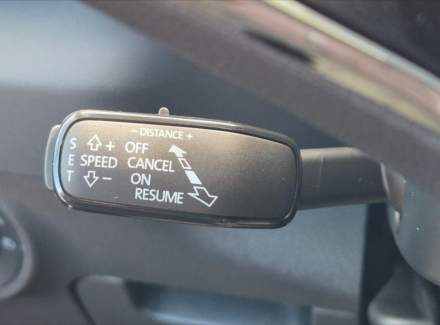 - DISTANCE +
S + OFF
E SPEED CANCEL
T - ON
RESUME